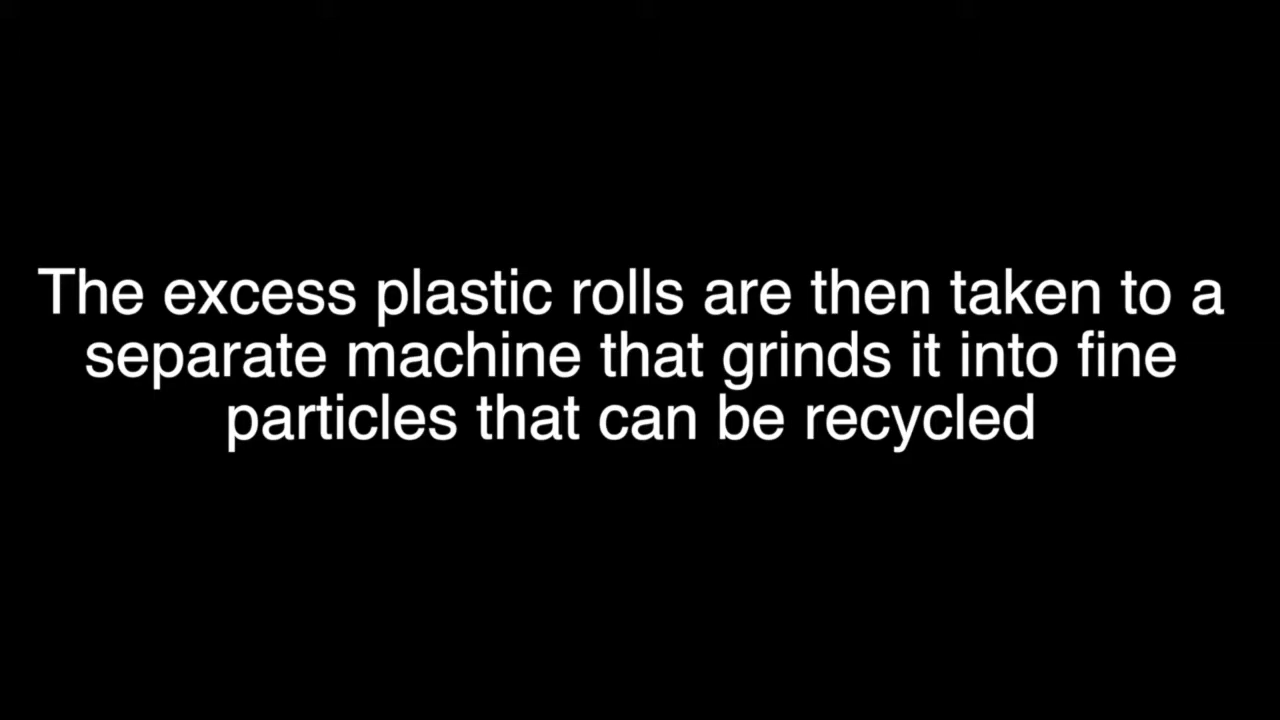 The excess plastic rolls are then taken to a
separate machine that grinds it into fine
particles that can be recycled